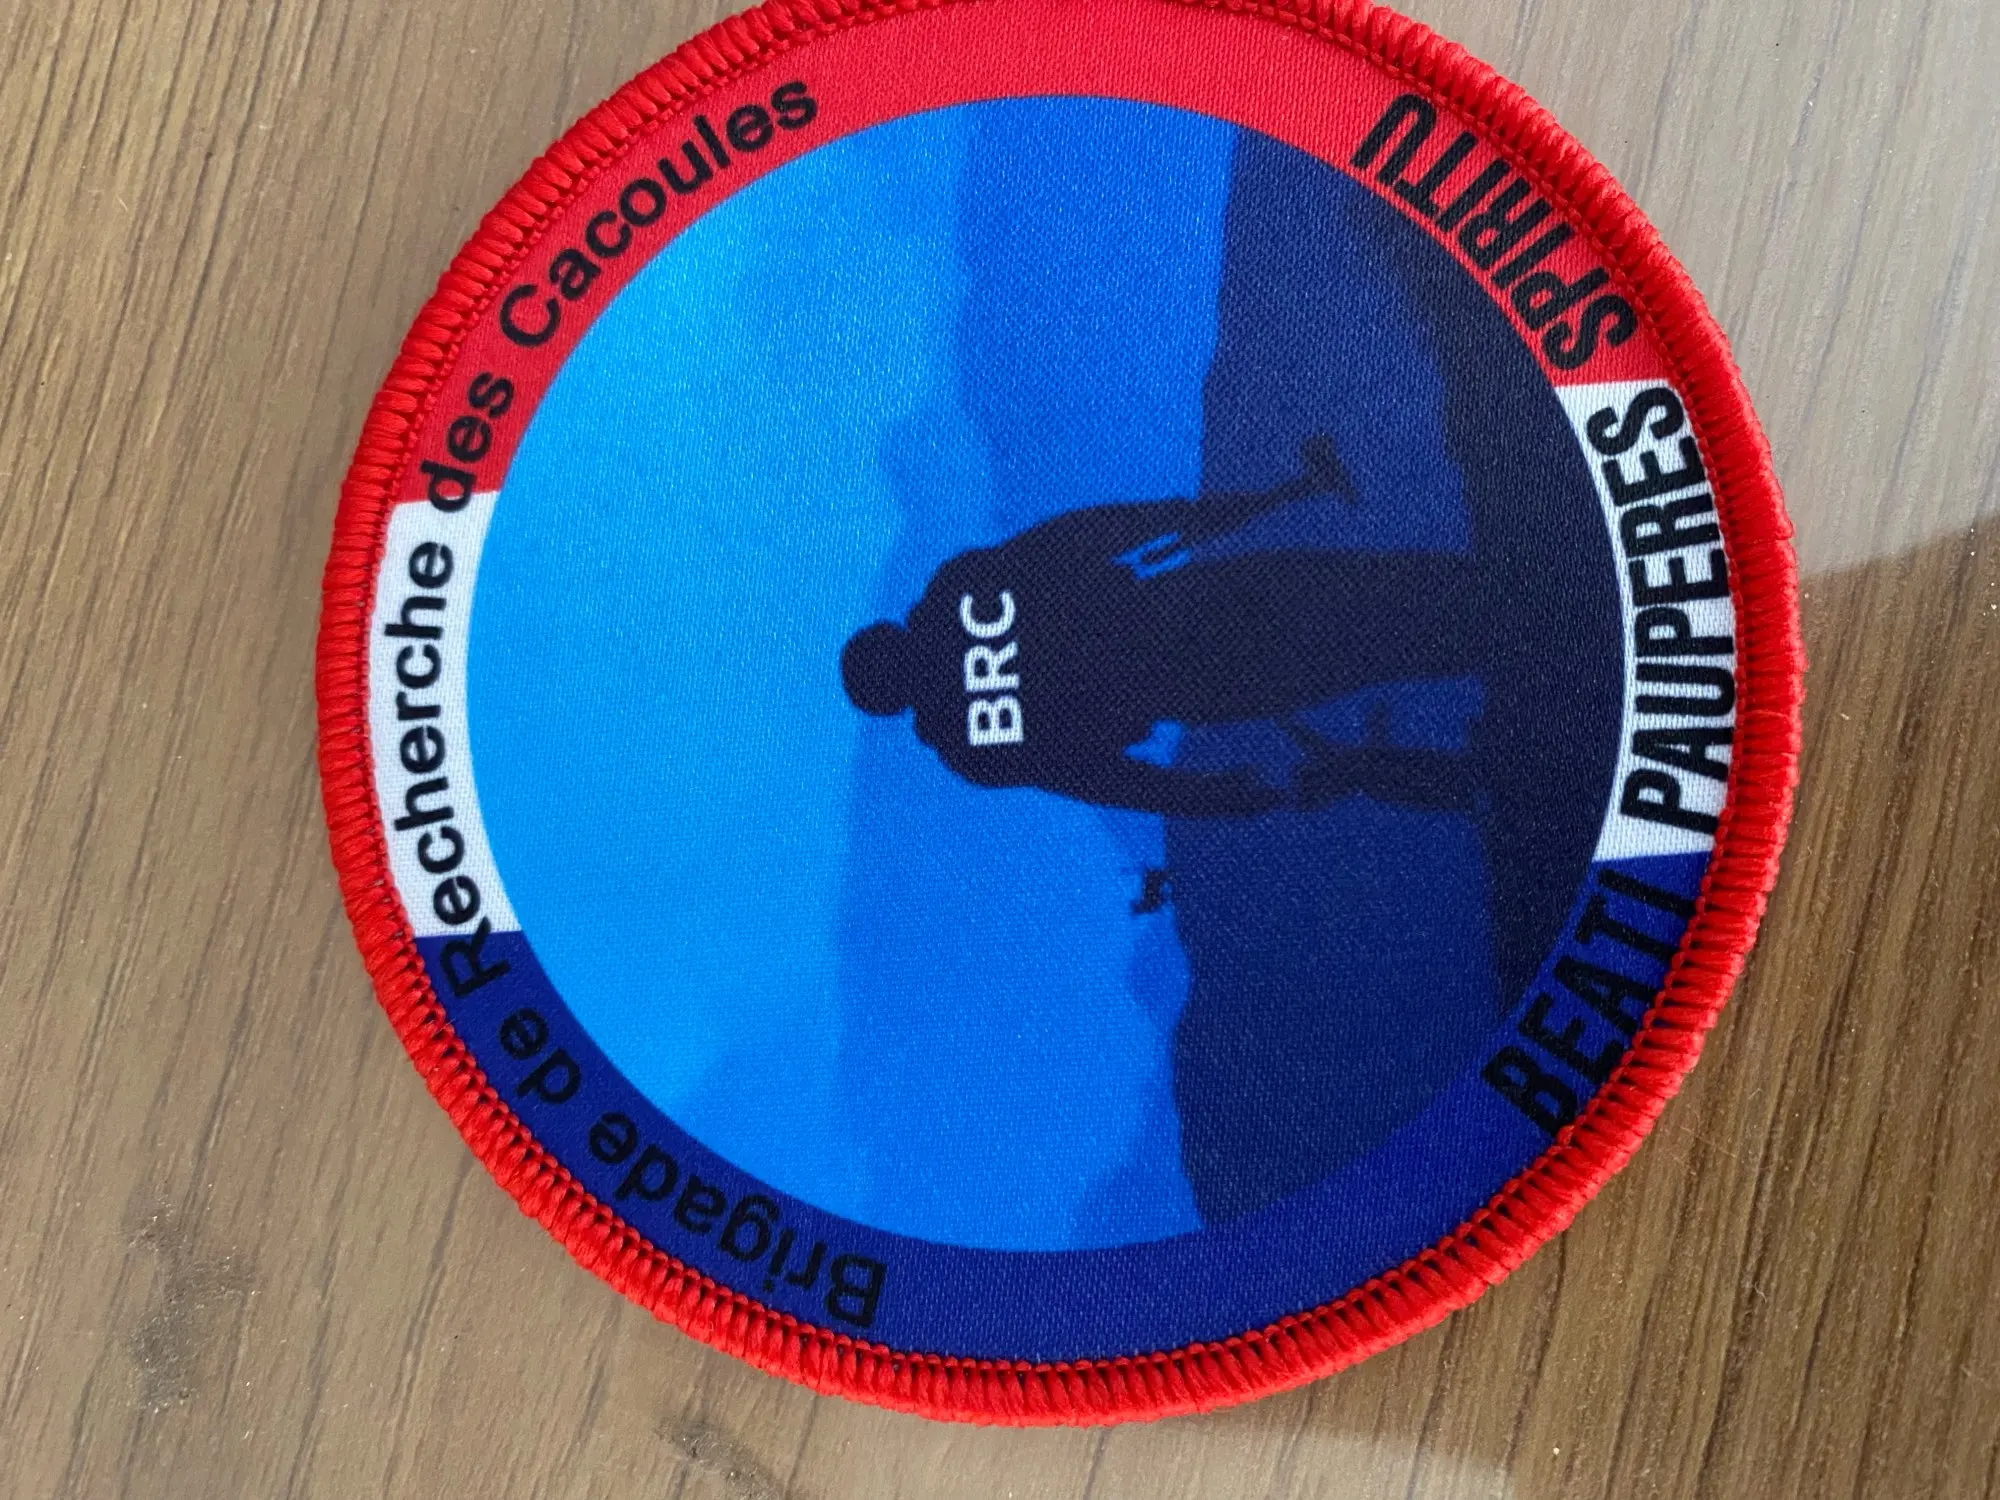 Brigade de Recherche des Cacoules
BRC
BEATI PAUPERES SPIRITU